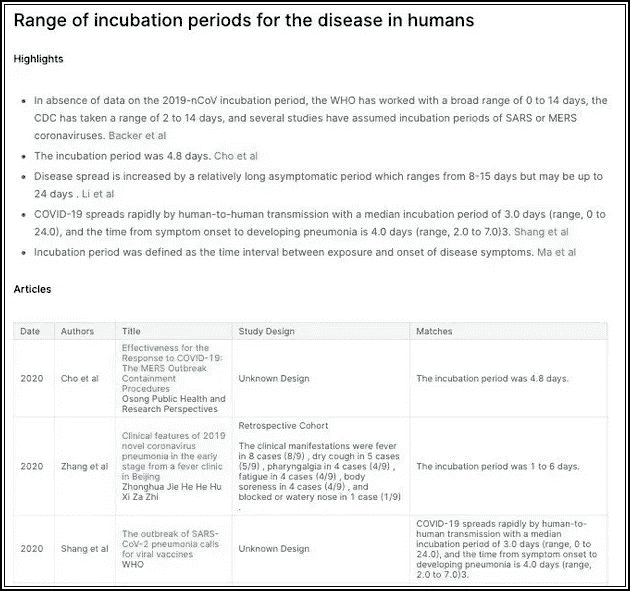 Range of incubation periods for the disease in humans
Highlights
• In absence of data on the 2019-nCoV incubation period, the WHO has worked with a broad range of 0 to 14 days, the
CDC has taken a range of 2 to 14 days, and several studies have assumed incubation periods of SARS or MERS
coronaviruses. Backer et al
• The incubation period was 4.8 days. Cho et al
• Disease spread is increased by a relatively long asymptomatic period which ranges from 8-15 days but may be up to
24 days . Li et al
• COVID-19 spreads rapidly by human-to-human transmission with a median incubation period of 3.0 days (range, 0 to
24.0), and the time from symptom onset to developing pneumonia is 4.0 days (range, 2.0 to 7.0)3. Shang et al
• Incubation period was defined as the time interval between exposure and onset of disease symptoms. Ma et al
Articles
Date Authors Title Study Design Matches
2020
Cho et al
Effectiveness for the
Response to COVID-19:
The MERS Outbreak
Containment
Procedures
Osong Public Health and
Research Perspectives
Unknown Design
The incubation period was 4.8 days.
2020
Zhang et al
Clinical features of 2019
novel coronavirus
pneumonia in the early
stage from a fever clinic
in Beijing
Zhonghua Jie He He Hu
Xi Za Zhi
Retrospective Cohort
The clinical manifestations were fever
in 8 cases (8/9) , dry cough in 5 cases
(5/9) , pharyngalgia in 4 cases (4/9) ,
fatigue in 4 cases (4/9) , body
soreness in 4 cases (4/9) , and
blocked or watery nose in 1 case (1/9)
.
The incubation period was 1 to 6 days.
2020
Shang et al
The outbreak of SARS-
CoV-2 pneumonia calls
for viral vaccines
WHO
Unknown Design
COVID-19 spreads rapidly by human-to-
human transmission with a median
incubation of 3.0 days (range, 0 to
24.0), and the time from symptom onset to
developing pneumonia is 4.0 days (range,
2.0 to 7.0)3.